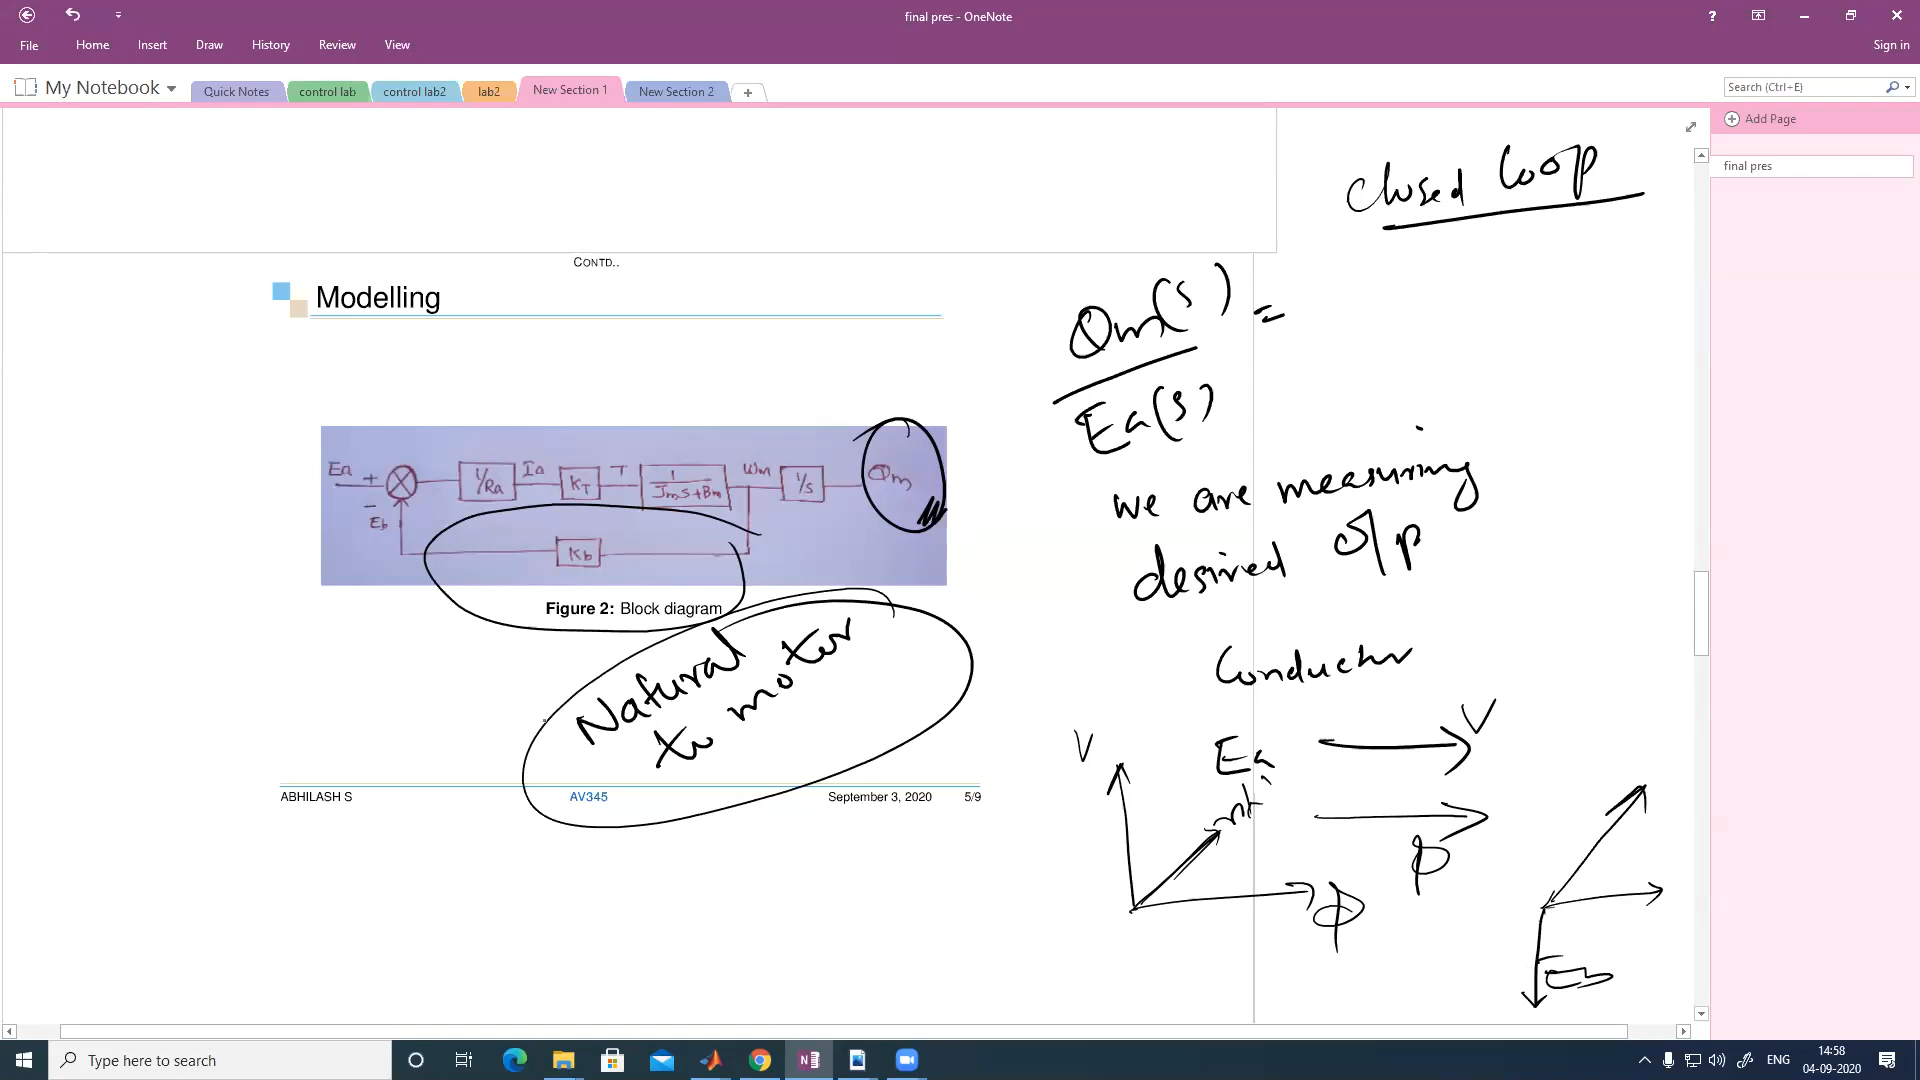 final pres - OneNote
File Home Insert Draw History Review View
Sign in
My Notebook Quick Notes control lab control lab2 lab2 New Section 1 New Section 2
Search (Ctrl+E)
Add Page
final pres
closed loop
CONTD..
Modelling
θm(s) =
Ea(s)
Ea + 1/Ra Ia KT T 1/JmS+Bm ωm 1/S θm
- Eb
Kb
we are measuring
desired o/p
Figure 2: Block diagram
Natural
to motor
Conductor
V Ea V
ϕ
ϕ
Eb
ABHILASH S AV345 September 3, 2020 5/9
Type here to search
ENG
14:58
04-09-2020